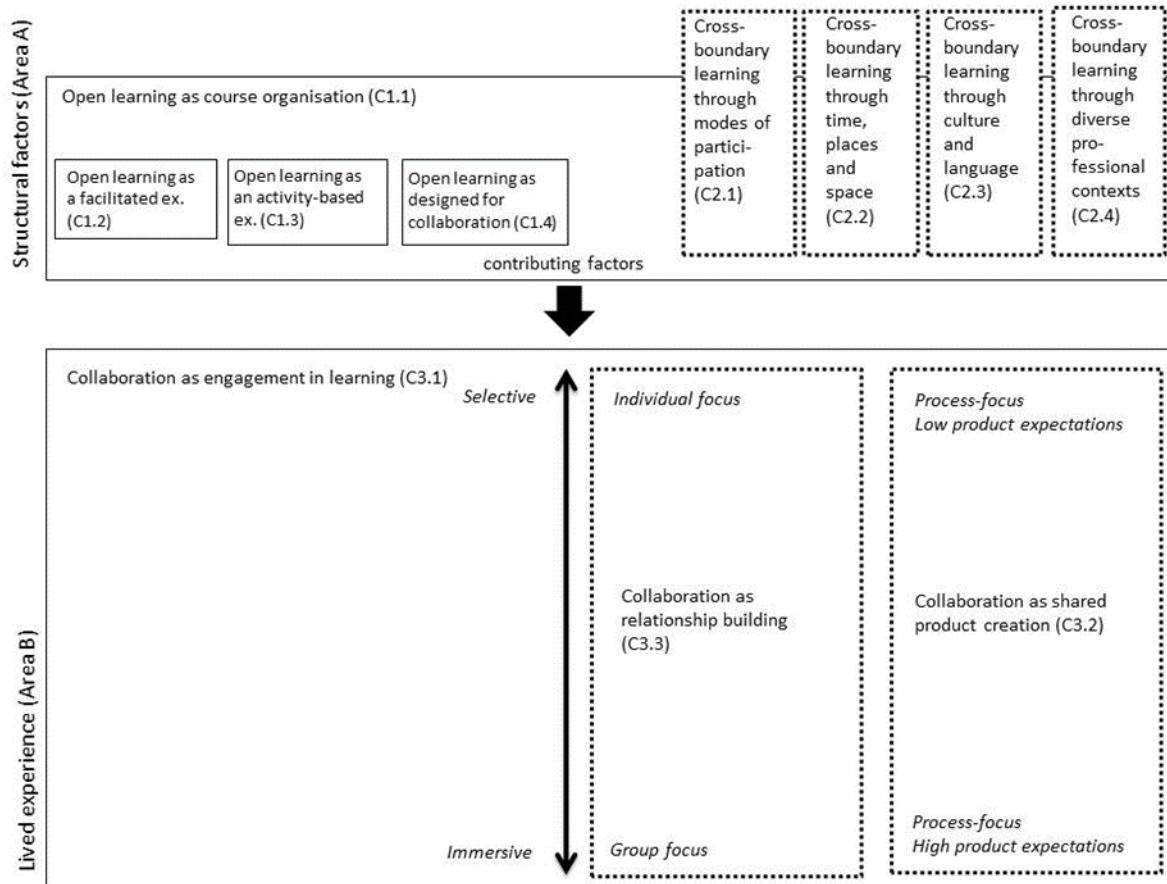 Structural factors (Area A)
Open learning as course organisation (C1.1)
Open learning as
a facilitated ex.
(C1.2)
Open learning as
an activity-based
ex. (C1.3)
Open learning as
designed for
collaboration (C1.4)
Cross-
boundary
learning
through
modes of
partici-
pation
(C2.1)
Cross-
boundary
learning
through
time,
places
and
space
(C2.2)
Cross-
boundary
learning
through
culture
and
language
(C2.3)
Cross-
boundary
learning
through
diverse
pro-
fessional
contexts
(C2.4)
contributing factors
Lived experience (Area B)
Collaboration as engagement in learning (C3.1)
Selective
Immersive
Individual focus
Collaboration as
relationship building
(C3.3)
Group focus
Process-focus
Low product expectations
Collaboration as shared
product creation (C3.2)
Process-focus
High product expectations